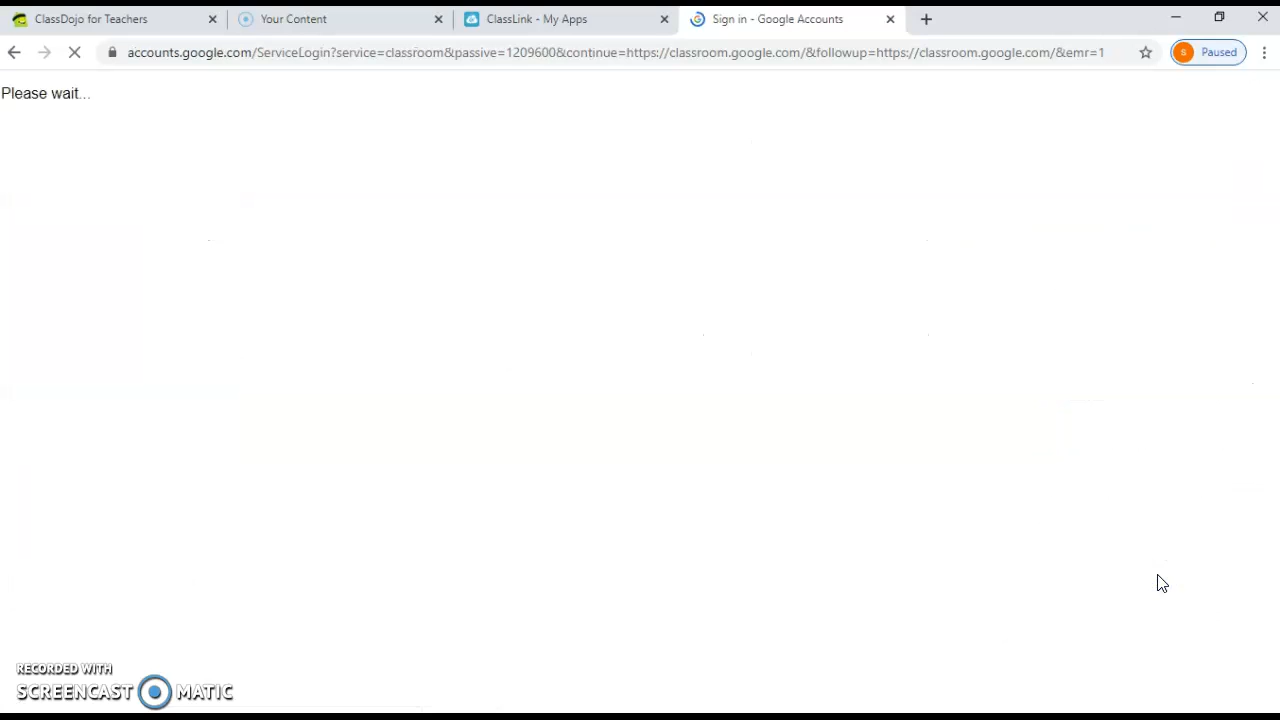 ClassDojo for Teachers
Your Content
ClassLink - My Apps
Sign in - Google Accounts
accounts.google.com/ServiceLogin?service=classroom&passive=1209600&continue=https://classroom.google.com/&followup=https://classroom.google.com/&emr=1
S
Paused
Please wait...
RECORDED WITH
SCREENCAST MATIC